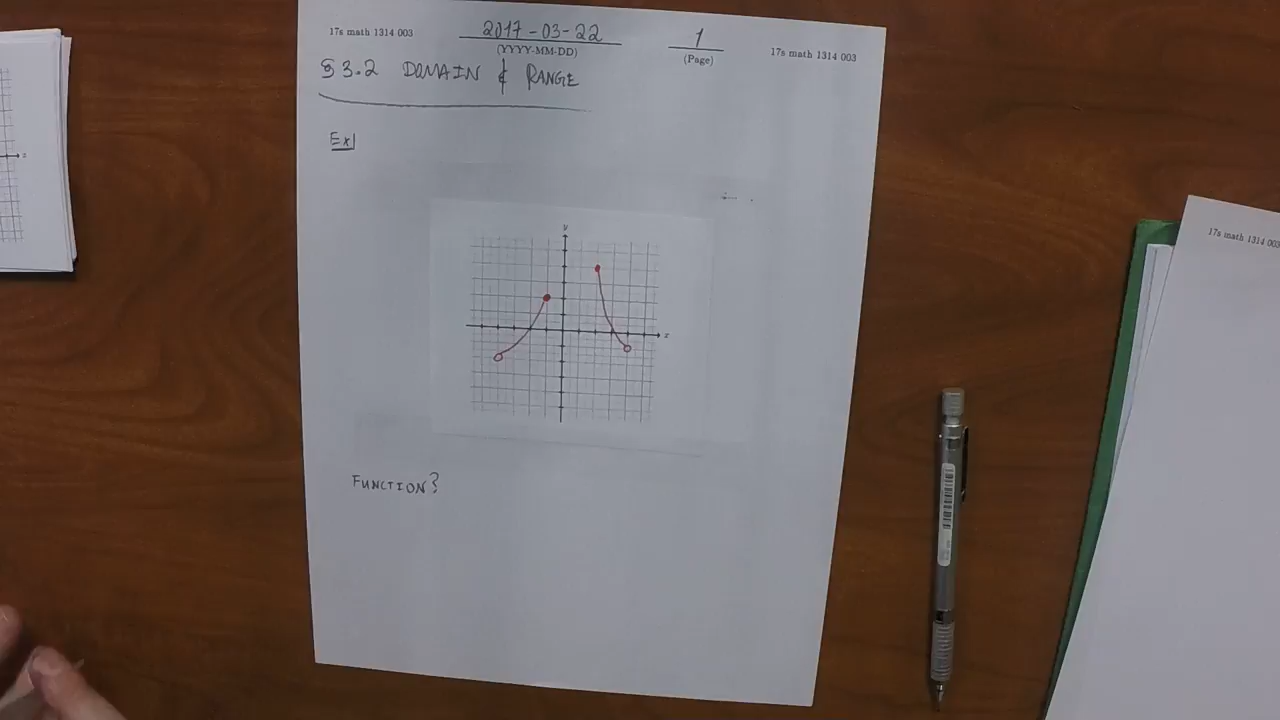 17s math 1314 003
2017-03-22
(YYYY-MM-DD)
1
(Page)
17s math 1314 003
§ 3.2 DOMAIN & RANGE
Ex1
y
x
FUNCTION?
x
17s math 1314 003